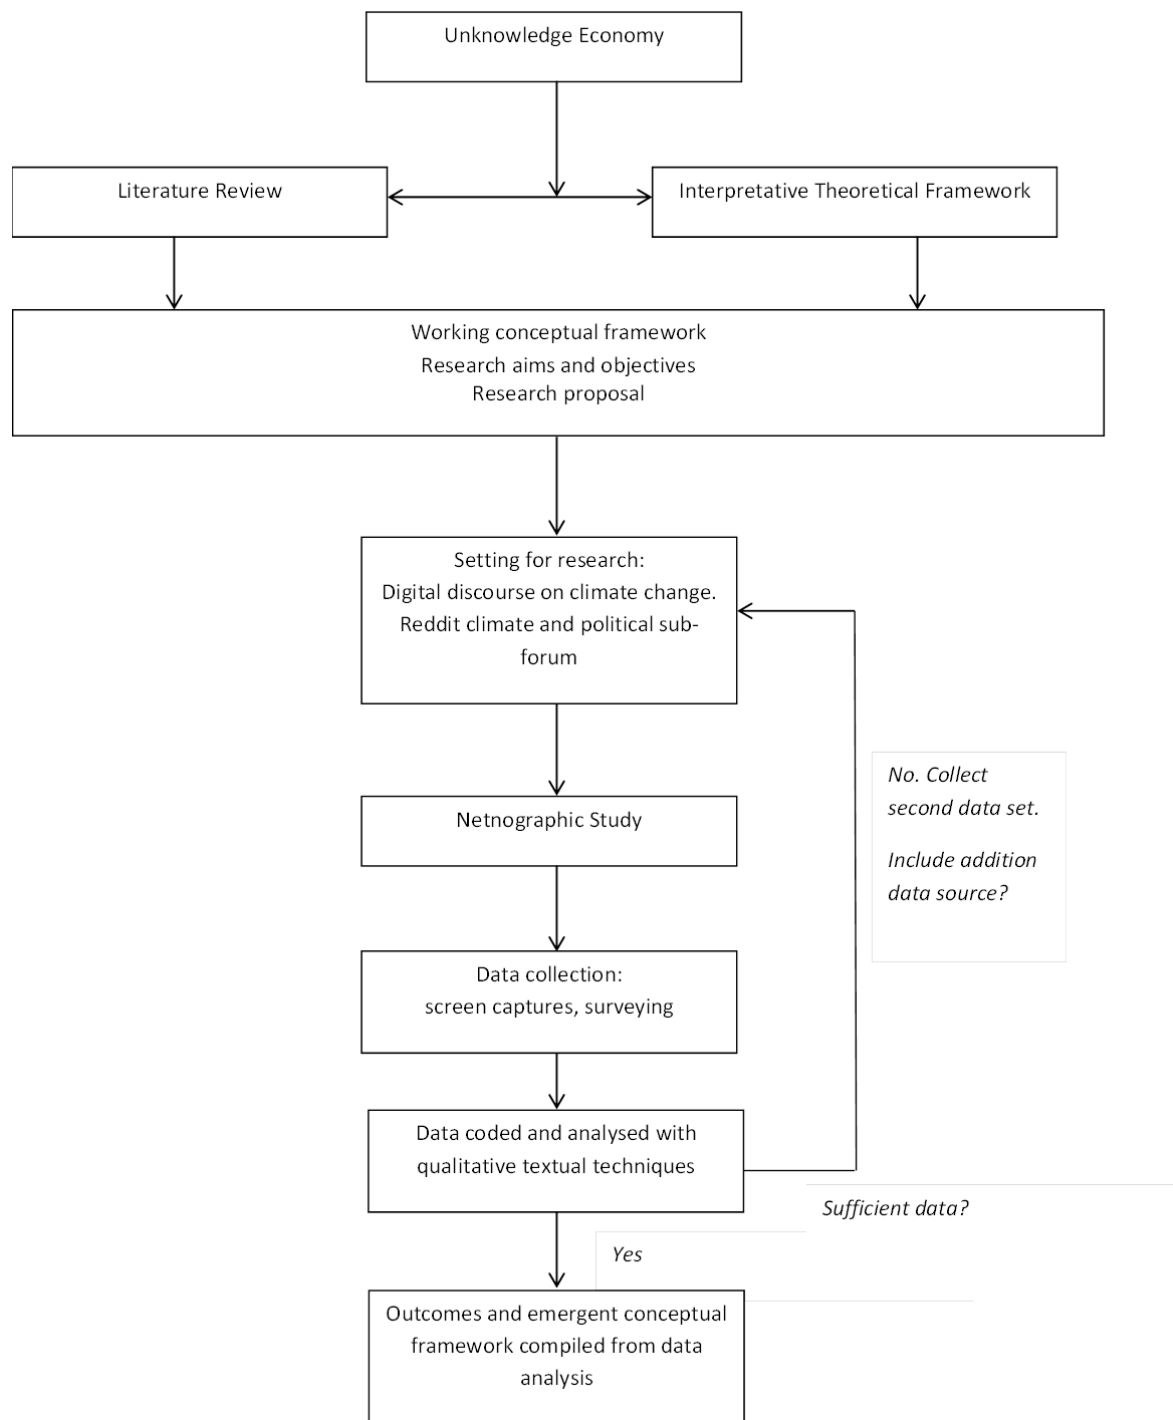 Unknowledge Economy
Literature Review
Interpretative Theoretical Framework
Working conceptual framework
Research aims and objectives
Research proposal
Setting for research:
Digital discourse on climate change.
Reddit climate and political sub-
forum
No. Collect
second data set.
Include addition
data source?
Netnographic Study
Data collection:
screen captures, surveying
Data coded and analysed with
qualitative textual techniques
Sufficient data?
Yes
Outcomes and emergent conceptual
framework compiled from data
analysis